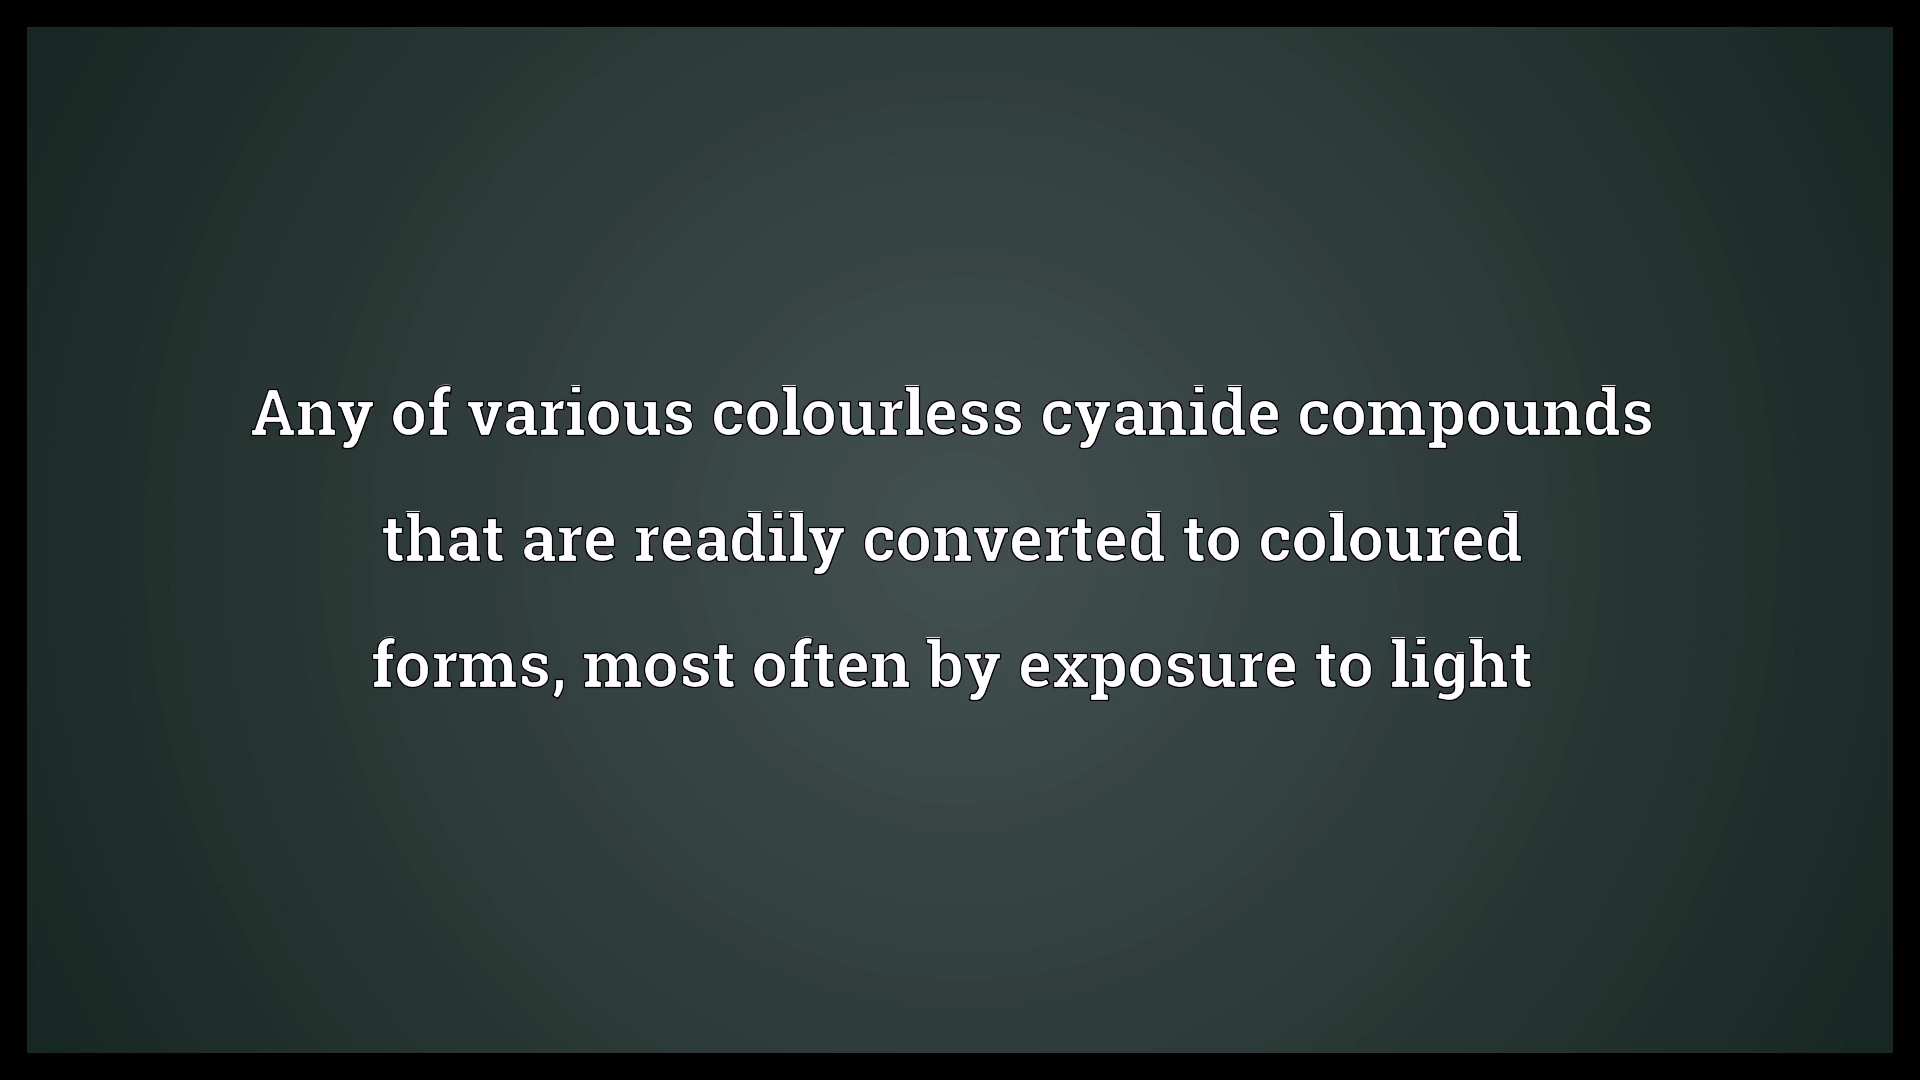 Any of various colourless cyanide compounds
that are readily converted to coloured
forms, most often by exposure to light